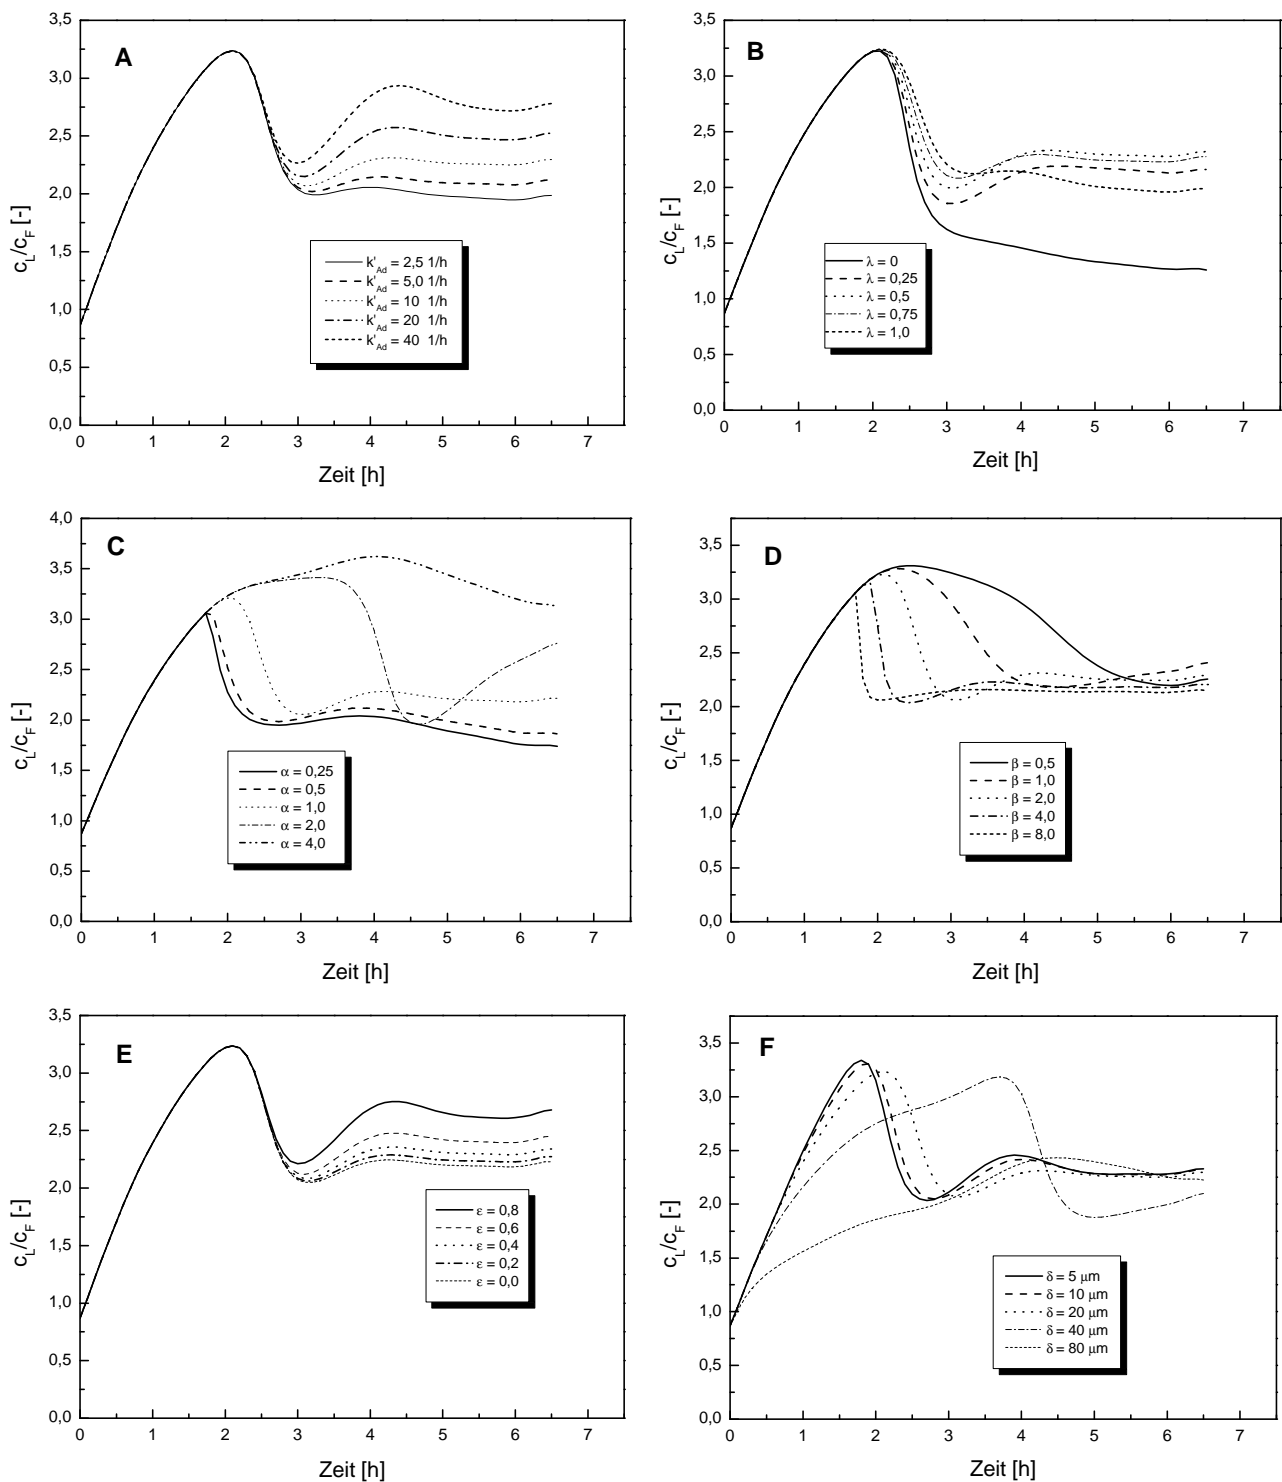 A
3,5
3,0
2,5
2,0
1,5
1,0
0,5
0,0
c_L/c_F [-]
k'_Ad = 2,5 1/h
k'_Ad = 5,0 1/h
k'_Ad = 10 1/h
k'_Ad = 20 1/h
k'_Ad = 40 1/h
0 1 2 3 4 5 6 7
Zeit [h]
B
3,5
3,0
2,5
2,0
1,5
1,0
0,5
0,0
c_L/c_F [-]
λ = 0
λ = 0,25
λ = 0,5
λ = 0,75
λ = 1,0
0 1 2 3 4 5 6 7
Zeit [h]
C
4,0
3,5
3,0
2,5
2,0
1,5
1,0
0,5
0,0
c_L/c_F [-]
α = 0,25
α = 0,5
α = 1,0
α = 2,0
α = 4,0
0 1 2 3 4 5 6 7
Zeit [h]
D
3,5
3,0
2,5
2,0
1,5
1,0
0,5
0,0
c_L/c_F [-]
β = 0,5
β = 1,0
β = 2,0
β = 4,0
β = 8,0
0 1 2 3 4 5 6 7
Zeit [h]
E
3,5
3,0
2,5
2,0
1,5
1,0
0,5
0,0
c_L/c_F [-]
ε = 0,8
ε = 0,6
ε = 0,4
ε = 0,2
ε = 0,0
0 1 2 3 4 5 6 7
Zeit [h]
F
3,5
3,0
2,5
2,0
1,5
1,0
0,5
0,0
c_L/c_F [-]
δ = 5 μm
δ = 10 μm
δ = 20 μm
δ = 40 μm
δ = 80 μm
0 1 2 3 4 5 6 7
Zeit [h]